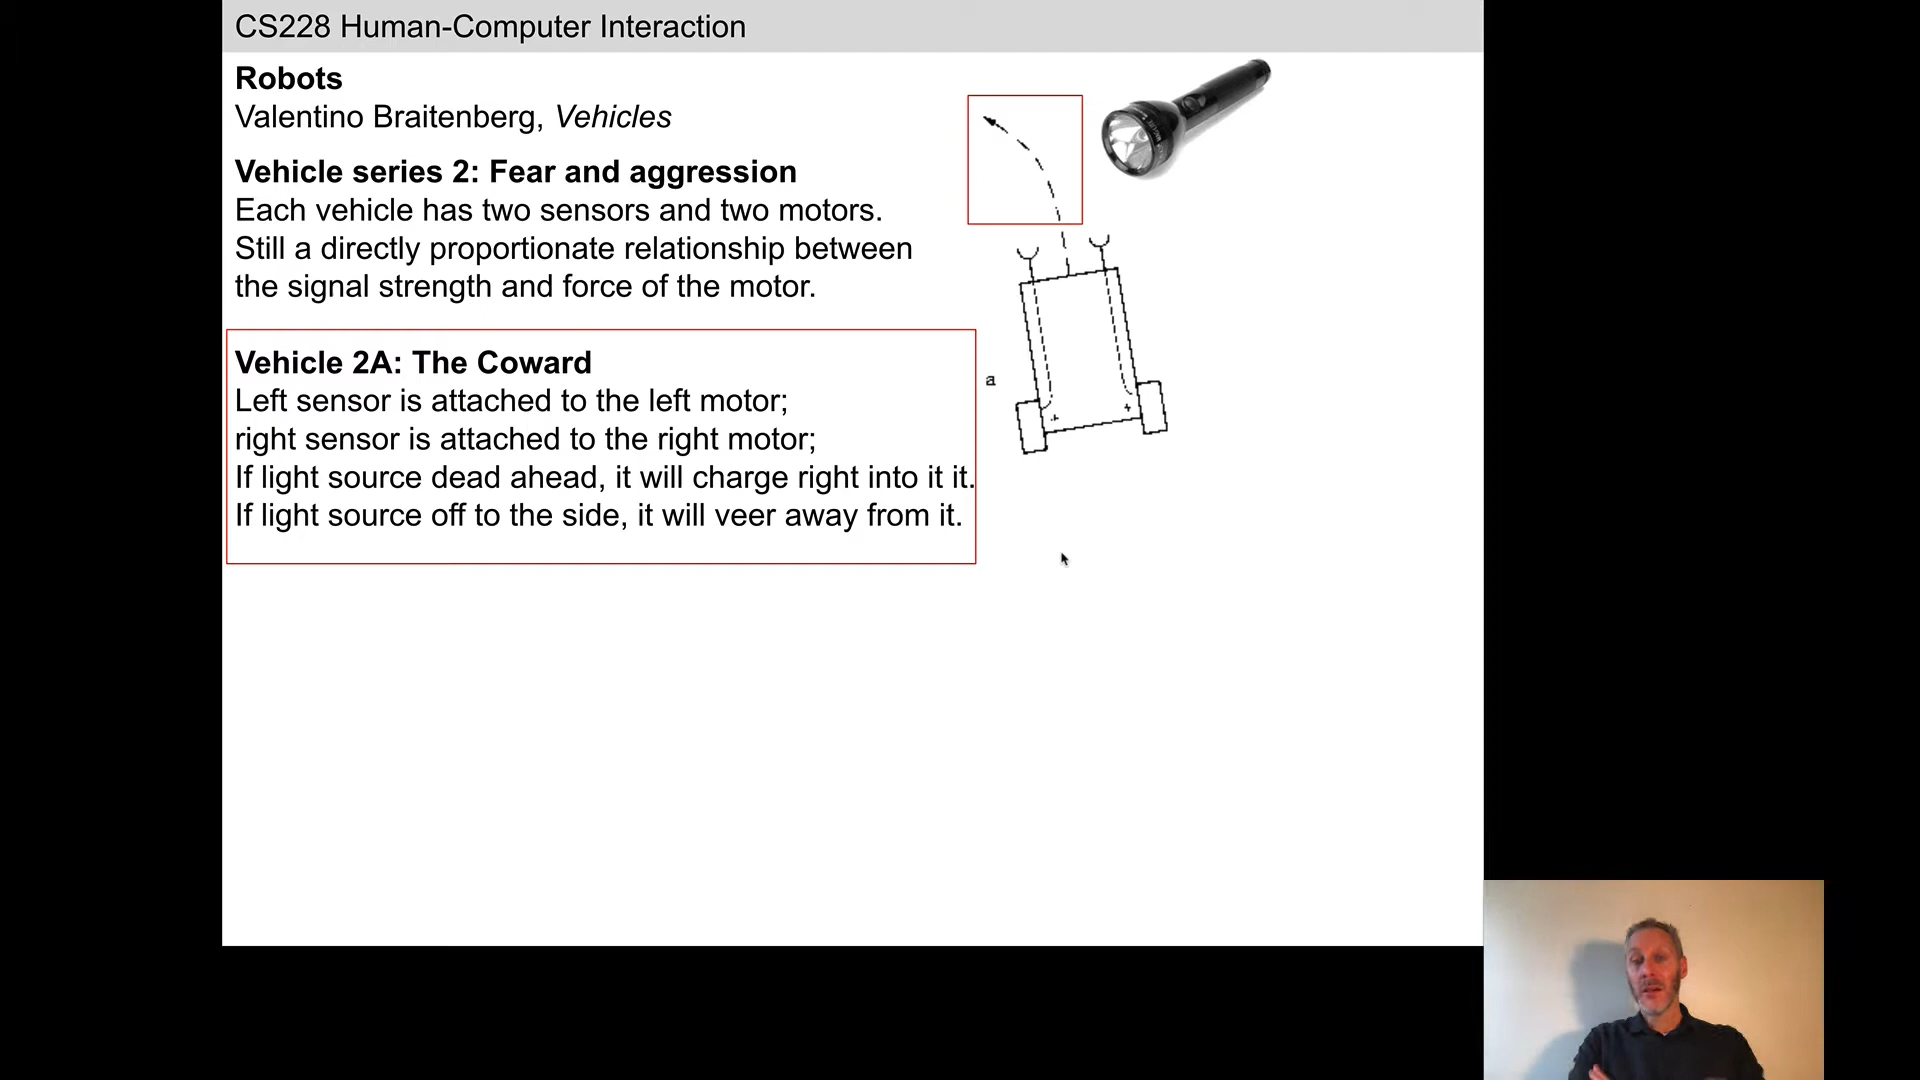 CS228 Human-Computer Interaction
Robots
Valentino Braitenberg, Vehicles
Vehicle series 2: Fear and aggression
Each vehicle has two sensors and two motors.
Still a directly proportionate relationship between
the signal strength and force of the motor.
Vehicle 2A: The Coward
Left sensor is attached to the left motor;
right sensor is attached to the right motor;
If light source dead ahead, it will charge right into it it.
If light source off to the side, it will veer away from it.
a
+ +